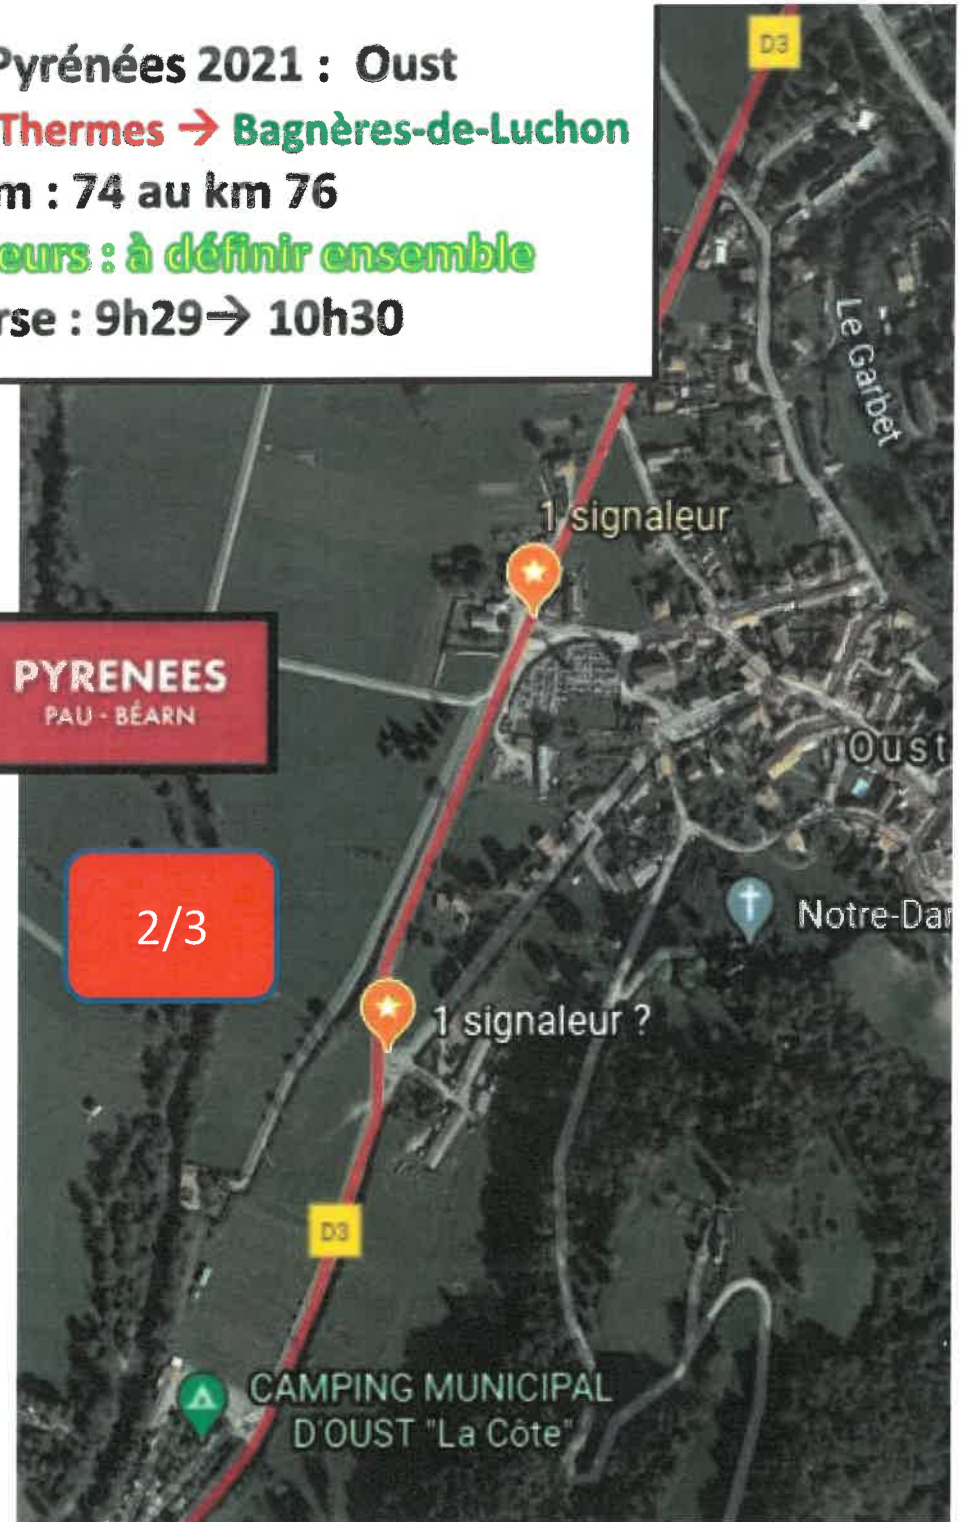 Pyrénées 2021 : Oust
Thermes → Bagnères-de-Luchon
m : 74 au km 76
eurs : à définir ensemble
rse : 9h29→ 10h30
D3
Le Garbet
1 signaleur
PYRENEES
PAU - BÉARN
Oust
2/3
Notre-Dam
1 signaleur ?
D3
CAMPING MUNICIPAL
D'OUST "La Côte"